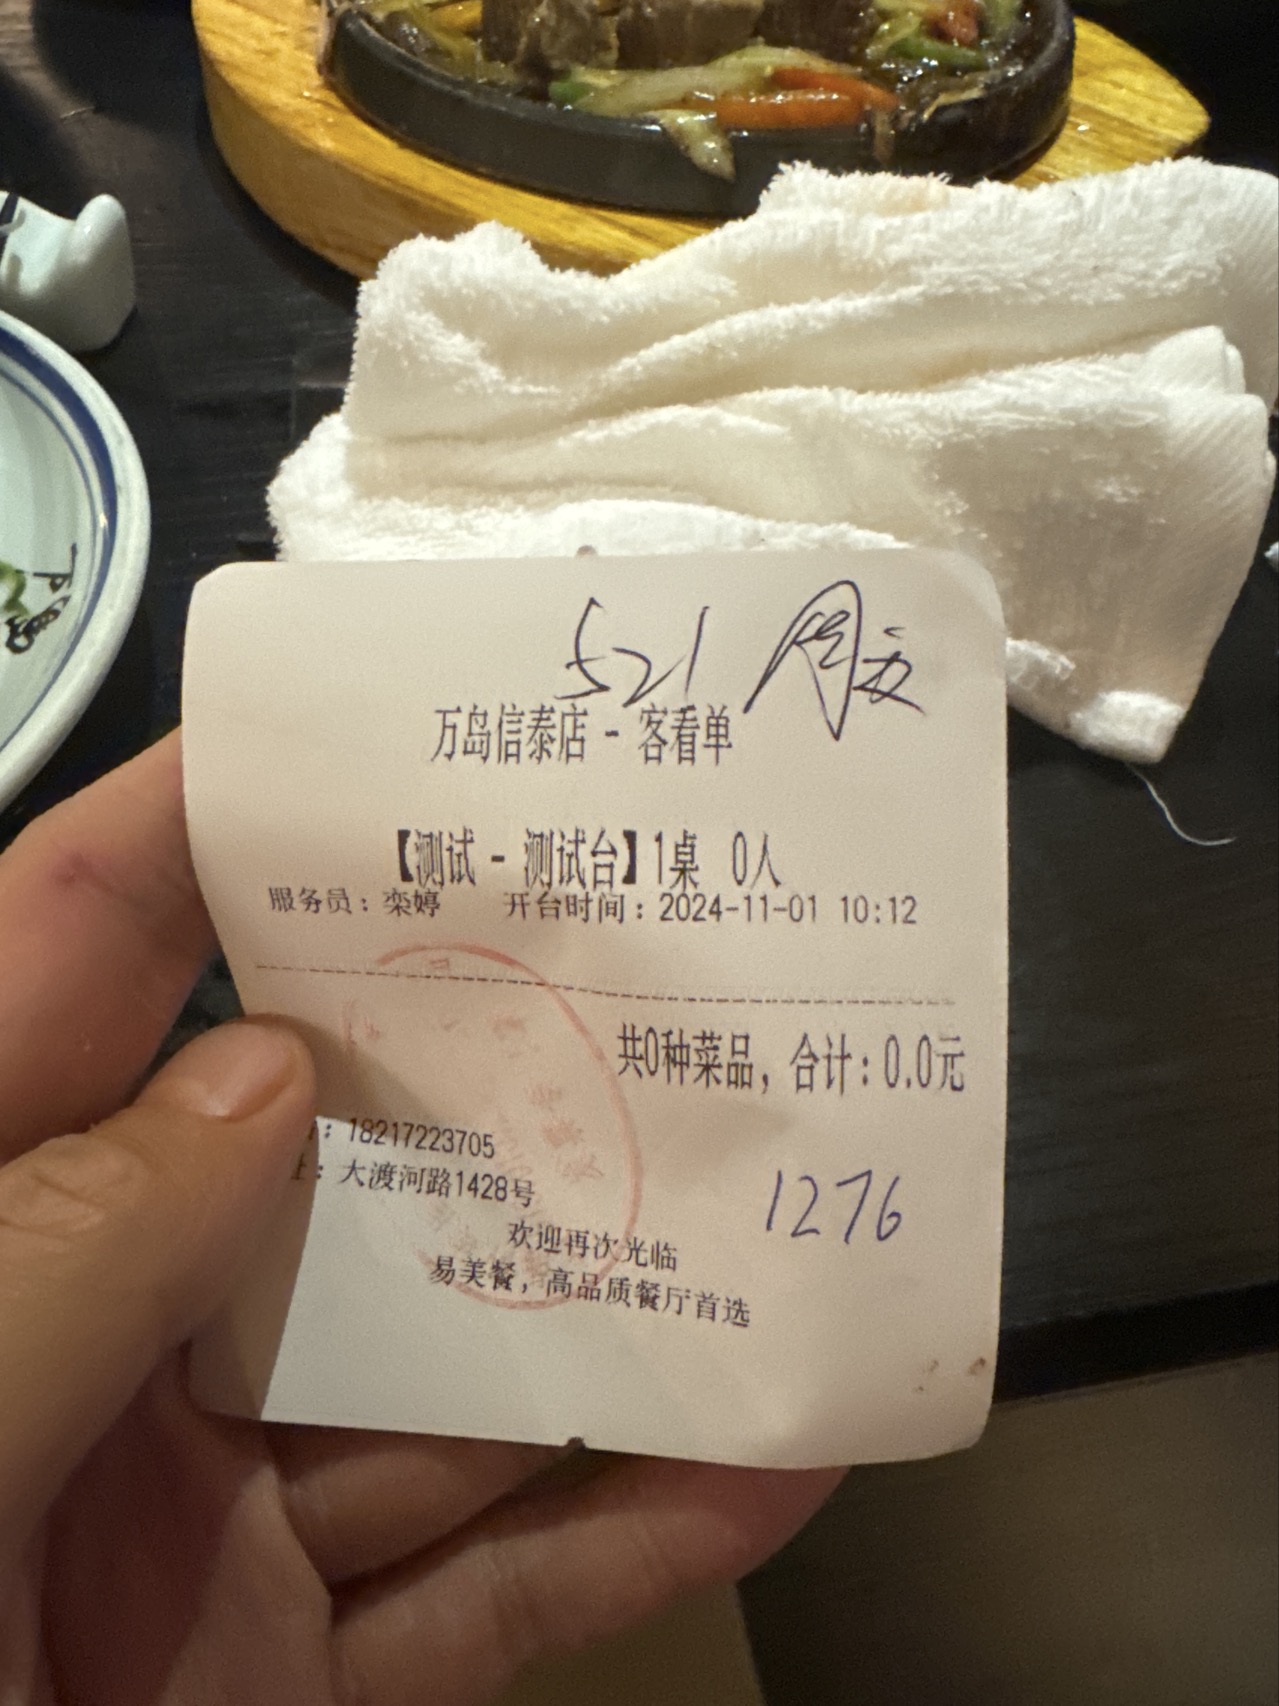 521 周
万岛信泰店 - 客看单
【测试 - 测试台】1桌 0人
服务员：栾婷 开台时间：2024-11-01 10:12
共0种菜品，合计：0.0元
：18217223705
：大渡河路1428号
1276
欢迎再次光临
易美餐，高品质餐厅首选